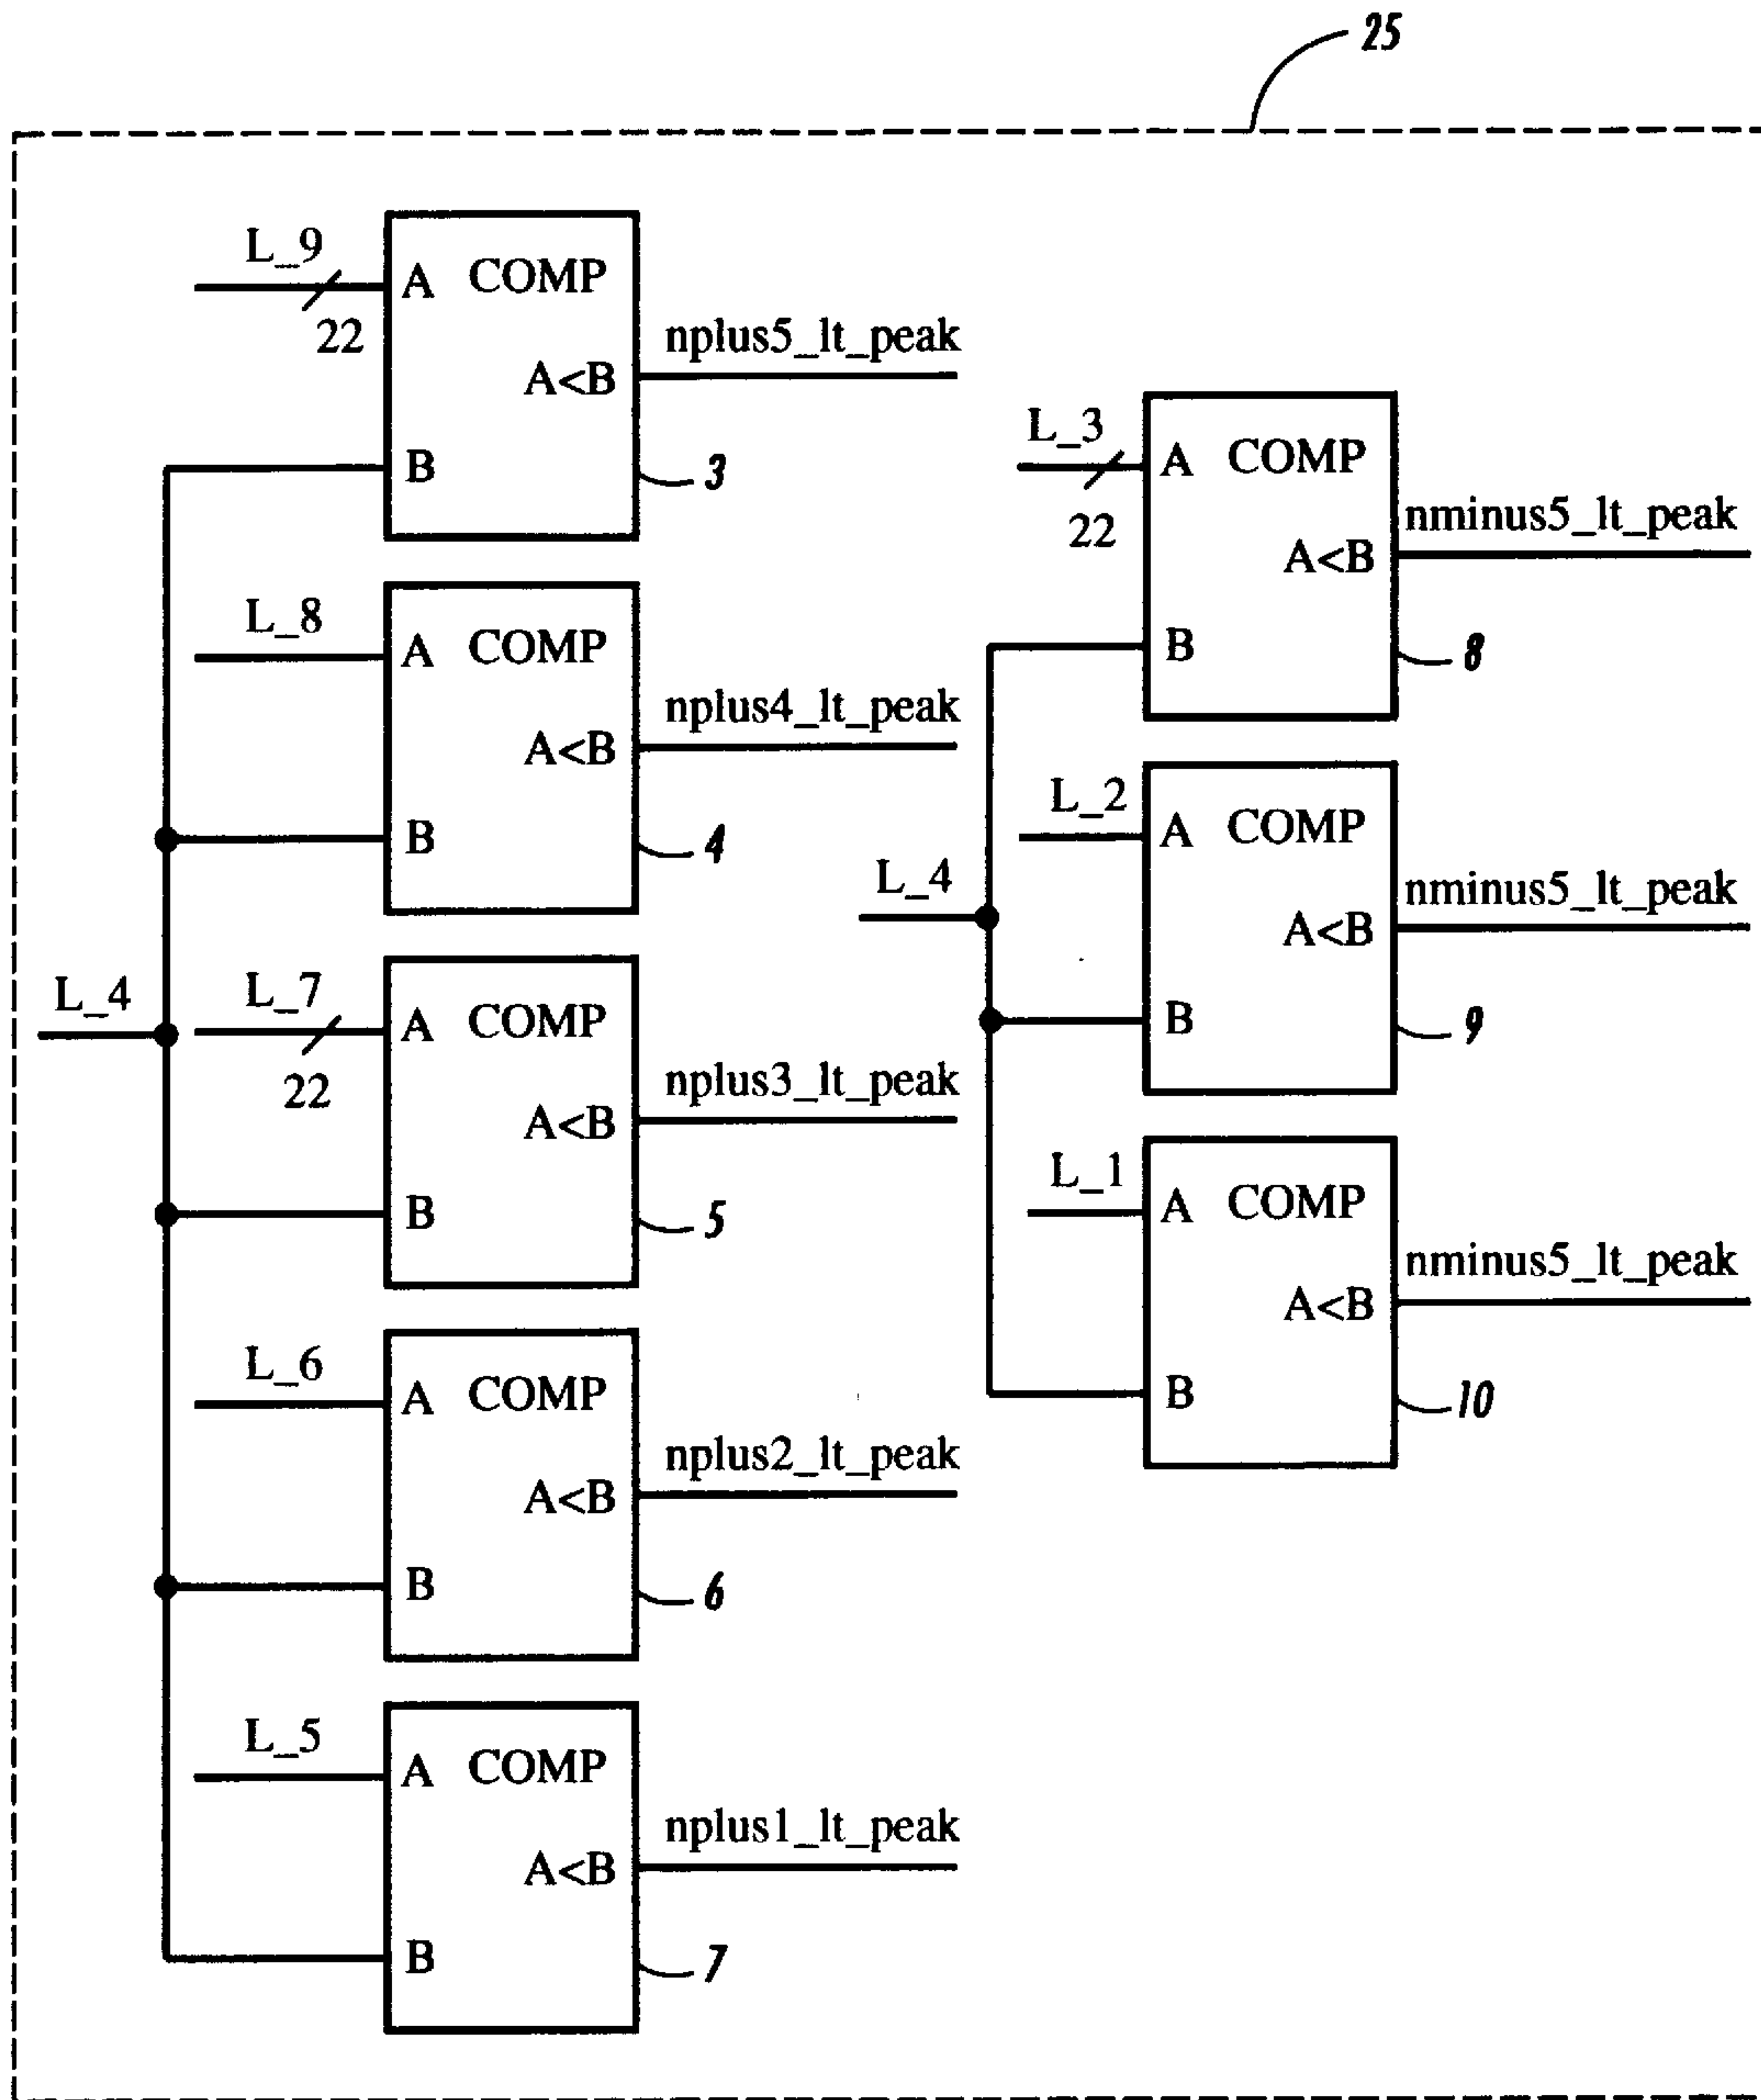 25
L_9
A COMP
22
nplus5_lt_peak
A<B
B
3
L_8
A COMP
nplus4_lt_peak
A<B
B
4
L_4
L_7
A COMP
22
nplus3_lt_peak
A<B
B
5
L_6
A COMP
nplus2_lt_peak
A<B
B
6
L_5
A COMP
nplus1_lt_peak
A<B
B
7
L_3
A COMP
22
nminus5_lt_peak
A<B
B
8
L_4
L_2
A COMP
nminus5_lt_peak
A<B
B
9
L_1
A COMP
nminus5_lt_peak
A<B
B
10